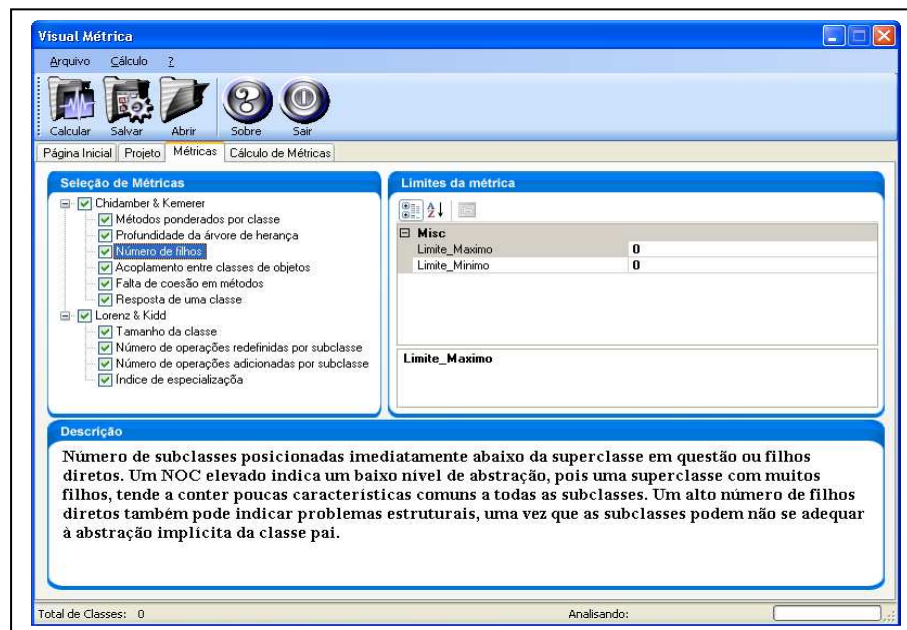 Visual Métrica
Arquivo Cálculo ?
Calcular Salvar Abrir Sobre Sair
Página Inicial Projeto Métricas Cálculo de Métricas
Seleção de Métricas
Chidamber & Kemerer
Métodos ponderados por classe
Profundidade da árvore de herança
Número de filhos
Acoplamento entre classes de objetos
Falta de coesão em métodos
Resposta de uma classe
Lorenz & Kidd
Tamanho da classe
Número de operações redefinidas por subclasse
Número de operações adicionadas por subclasse
Índice de especializaçõa
Limites da métrica
Misc
Limite_Maximo 0
Limite_Minimo 0
Limite_Maximo
Descrição
Número de subclasses posicionadas imediatamente abaixo da superclasse em questão ou filhos
diretos. Um NOC elevado indica um baixo nível de abstração, pois uma superclasse com muitos
filhos, tende a conter poucas características comuns a todas as subclasses. Um alto número de filhos
diretos também pode indicar problemas estruturais, uma vez que as subclasses podem não se adequar
à abstração implícita da classe pai.
Total de Classes: 0 Analisando: